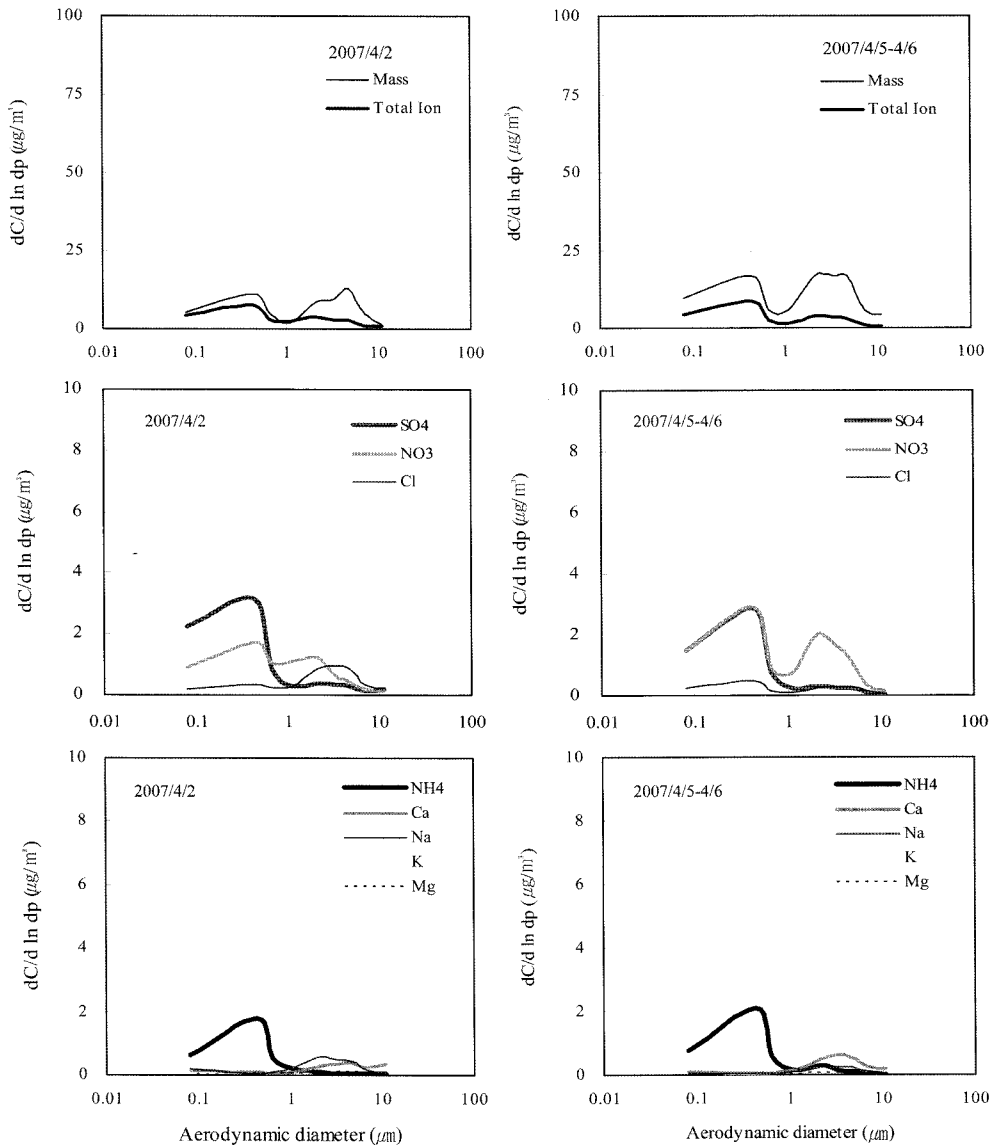 100
75
50
25
0
0.01 0.1 1 10 100
dC/d ln dp (μg/m³)
2007/4/2
Mass
Total Ion
100
75
50
25
0
0.01 0.1 1 10 100
dC/d ln dp (μg/m³)
2007/4/5-4/6
Mass
Total Ion
10
8
6
4
2
0
0.01 0.1 1 10 100
dC/d ln dp (μg/m³)
2007/4/2
SO4
NO3
Cl
10
8
6
4
2
0
0.01 0.1 1 10 100
dC/d ln dp (μg/m³)
2007/4/5-4/6
SO4
NO3
Cl
10
8
6
4
2
0
0.01 0.1 1 10 100
dC/d ln dp (μg/m³)
2007/4/2
NH4
Ca
Na
K
Mg
Aerodynamic diameter (μm)
10
8
6
4
2
0
0.01 0.1 1 10 100
dC/d ln dp (μg/m³)
2007/4/5-4/6
NH4
Ca
Na
K
Mg
Aerodynamic diameter (μm)